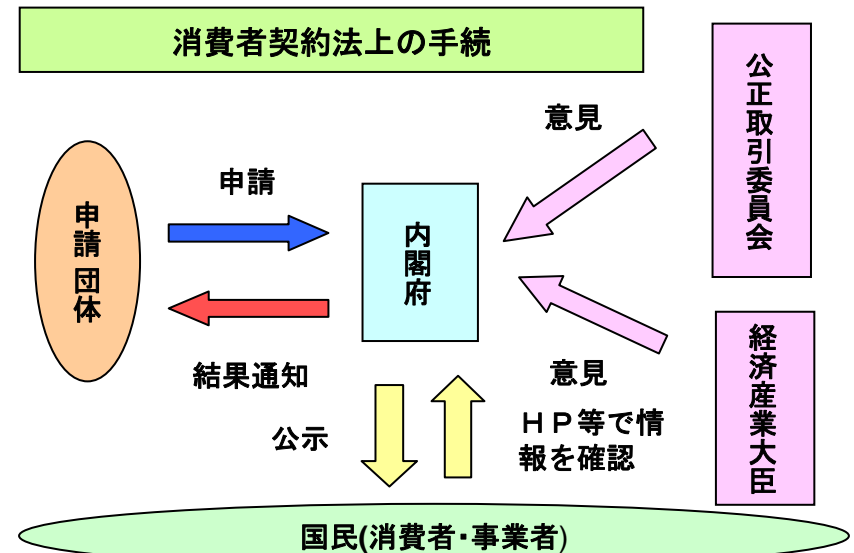 消費者契約法上の手続
公正取引委員会
意見
申請
申請団体
内閣府
結果通知
意見
経済産業大臣
公示
ＨＰ等で情
報を確認
国民(消費者・事業者)